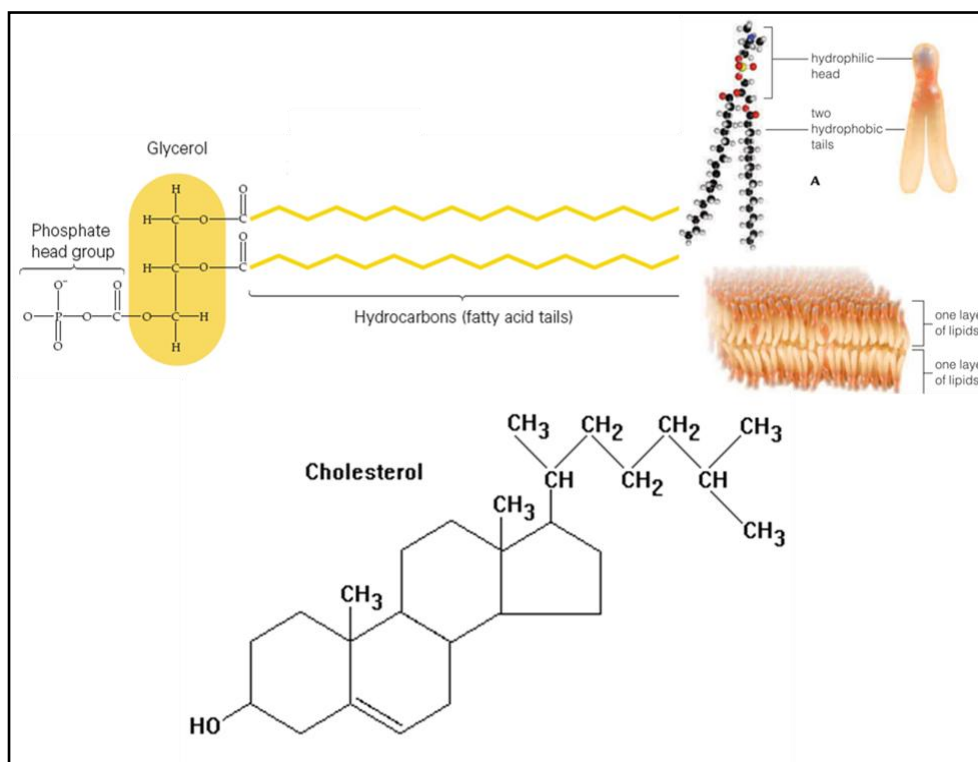 Glycerol
Phosphate
head group
H
O
H
C
O
C
O
O⁻
H
C
O
C
O
O
P
O
C
O
C
H
O
H
Hydrocarbons (fatty acid tails)
hydrophilic
head
two
hydrophobic
tails
A
one laye
of lipids
one laye
of lipids
Cholesterol
CH₃
CH₂
CH₂
CH₃
CH
CH₂
CH
CH₃
CH₃
CH₃
HO